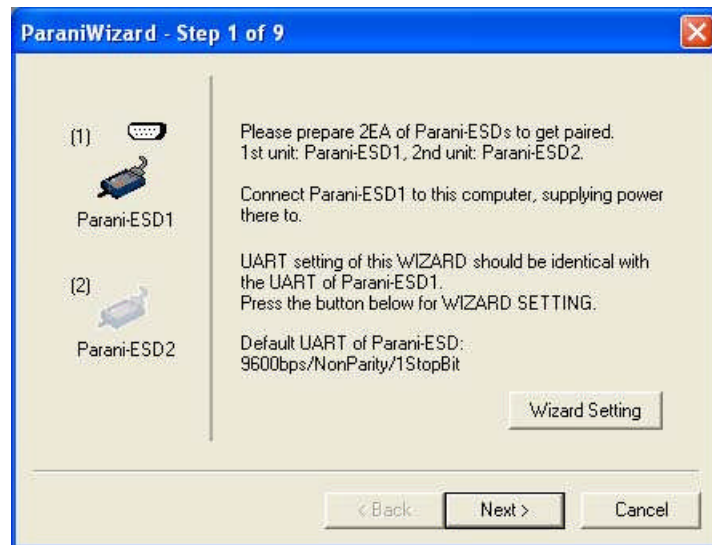 ParaniWizard - Step 1 of 9
(1)
Parani-ESD1
(2)
Parani-ESD2
Please prepare 2EA of Parani-ESDs to get paired.
1st unit: Parani-ESD1, 2nd unit: Parani-ESD2.
Connect Parani-ESD1 to this computer, supplying power
there to.
UART setting of this WIZARD should be identical with
the UART of Parani-ESD1.
Press the button below for WIZARD SETTING.
Default UART of Parani-ESD:
9600bps/NonParity/1StopBit
Wizard Setting
< Back
Next >
Cancel